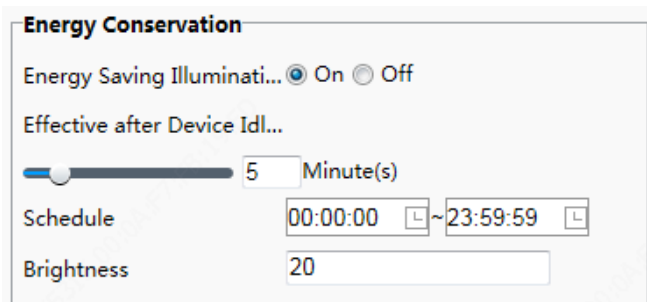 Energy Conservation
Energy Saving Illuminati... On Off
Effective after Device Idl...
5 Minute(s)
Schedule 00:00:00 ~ 23:59:59
Brightness 20